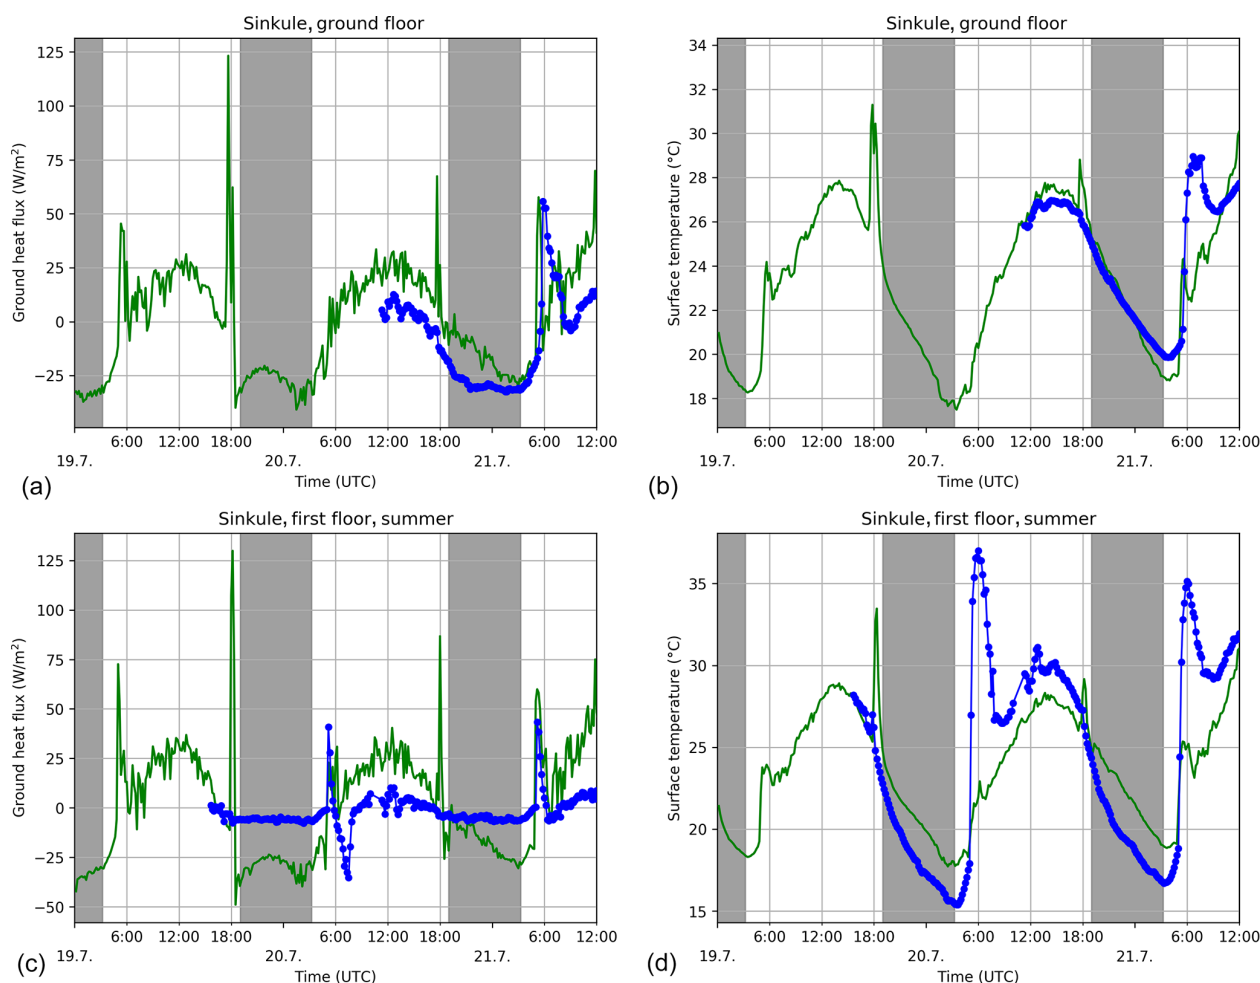 Sinkule, ground floor
Ground heat flux (W/m²)
125
100
75
50
25
0
−25
6:00 12:00 18:00 6:00 12:00 18:00 6:00 12:00
19.7. 20.7. 21.7.
Time (UTC)
(a)
Sinkule, ground floor
Surface temperature (°C)
34
32
30
28
26
24
22
20
18
6:00 12:00 18:00 6:00 12:00 18:00 6:00 12:00
19.7. 20.7. 21.7.
Time (UTC)
(b)
Sinkule, first floor, summer
Ground heat flux (W/m²)
125
100
75
50
25
0
−25
−50
6:00 12:00 18:00 6:00 12:00 18:00 6:00 12:00
19.7. 20.7. 21.7.
Time (UTC)
(c)
Sinkule, first floor, summer
Surface temperature (°C)
35
30
25
20
15
6:00 12:00 18:00 6:00 12:00 18:00 6:00 12:00
19.7. 20.7. 21.7.
Time (UTC)
(d)